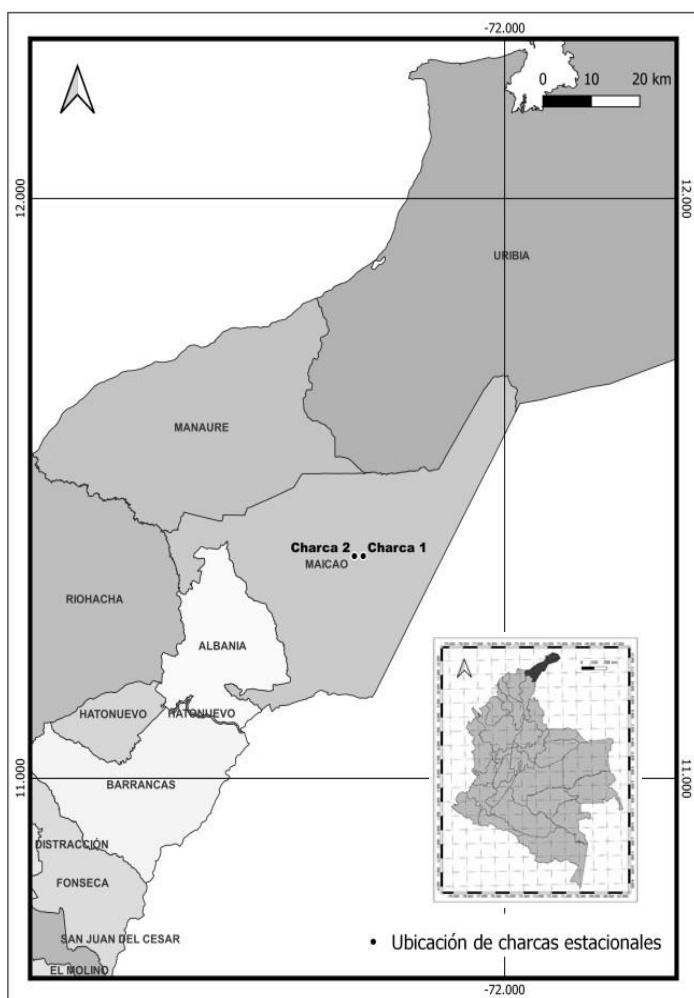 -72.000
0 10 20 km
12.000
12.000
URIBIA
MANAURE
Charca 2
Charca 1
MAICAO
RIOHACHA
ALBANIA
HATONUEVO
HATONUEVO
BARRANCAS
11.000
11.000
DISTRACCIÓN
FONSECA
SAN JUAN DEL CESAR
EL MOLINO
• Ubicación de charcas estacionales
-72.000